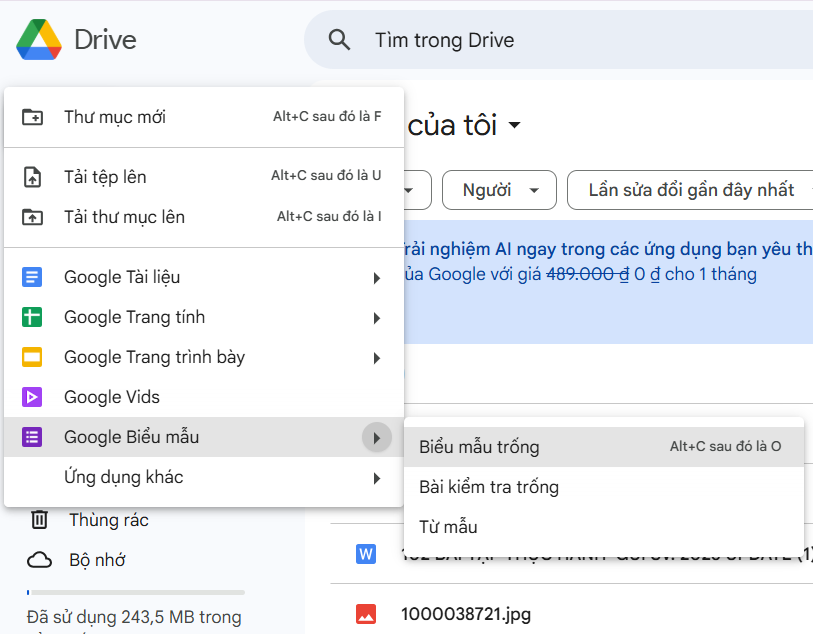 Drive
Tìm trong Drive
Thư mục mới Alt+C sau đó là F
Tải tệp lên Alt+C sau đó là U
Tải thư mục lên Alt+C sau đó là I
Google Tài liệu
Google Trang tính
Google Trang trình bày
Google Vids
Google Biểu mẫu
Ứng dụng khác
Thùng rác
Bộ nhớ
Đã sử dụng 243,5 MB trong
của tôi
Người
Lần sửa đổi gần đây nhất
rải nghiệm AI ngay trong các ứng dụng bạn yêu th
ủa Google với giá 489.000 ₫ 0 ₫ cho 1 tháng
Biểu mẫu trống Alt+C sau đó là O
Bài kiểm tra trống
Từ mẫu
1000038721.jpg